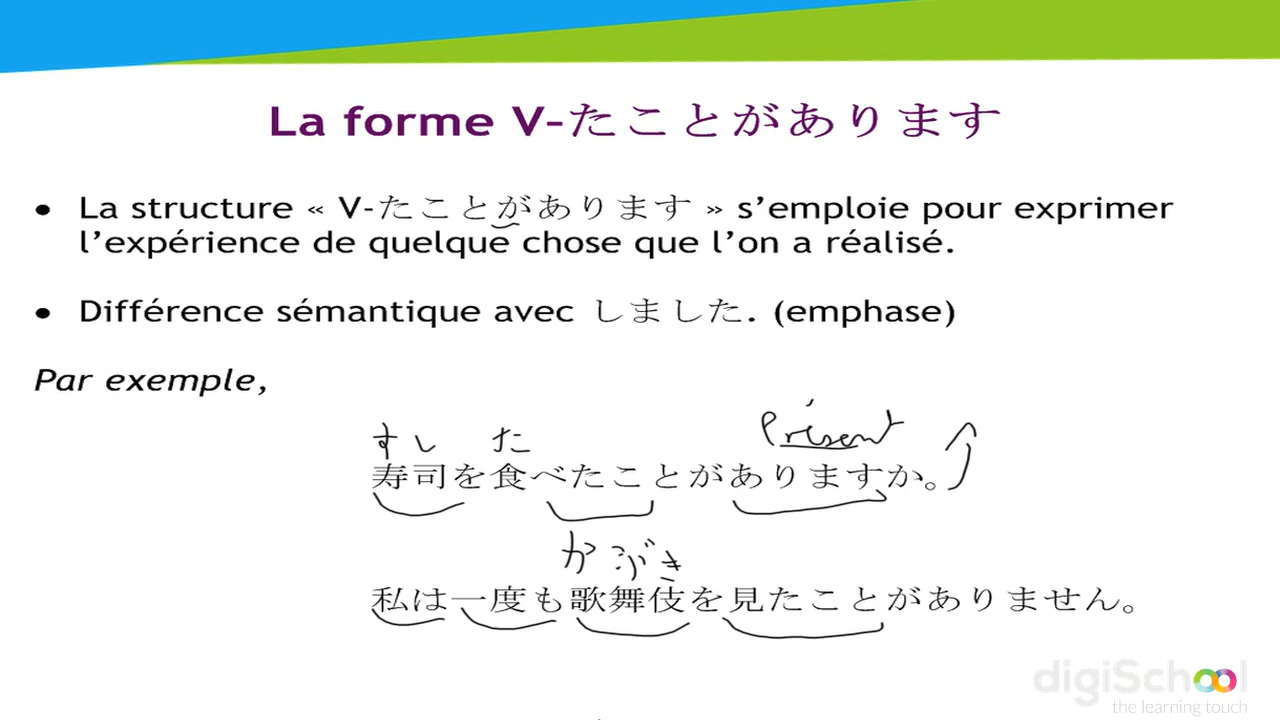 La forme V-たことがあります
• La structure « V-たことがあります » s’emploie pour exprimer
l’expérience de quelque chose que l’on a réalisé.
• Différence sémantique avec しました. (emphase)
Par exemple,
すし た Présent
寿司を食べたことがありますか。
かぶき
私は一度も歌舞伎を見たことがありません。
digiSchool
the learning touch